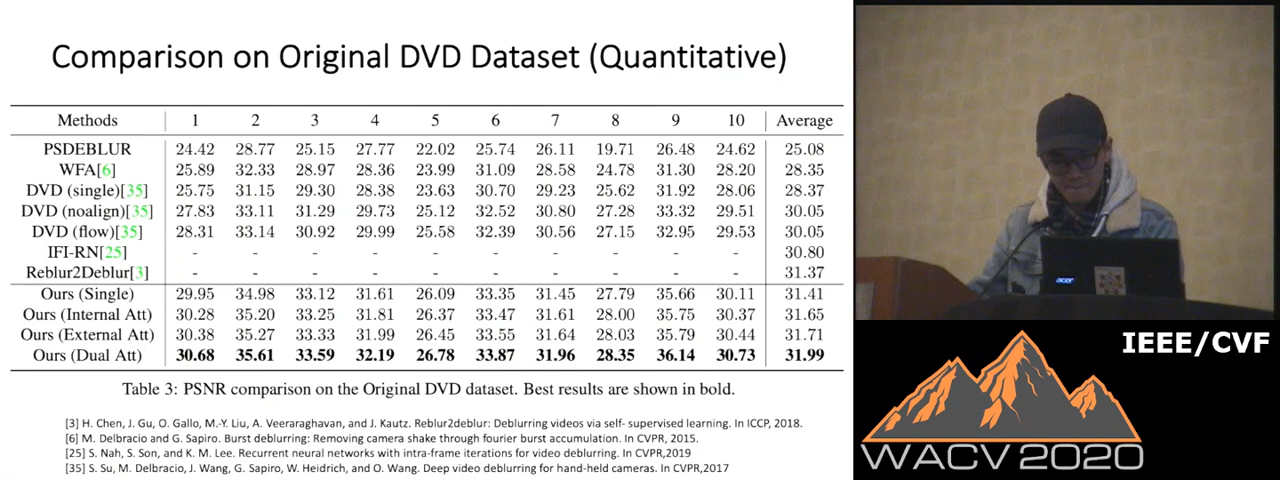 Comparison on Original DVD Dataset (Quantitative)
Methods 1 2 3 4 5 6 7 8 9 10 Average
PSDEBLUR 24.42 28.77 25.15 27.77 22.02 25.74 26.11 19.71 26.48 24.62 25.08
WFA[6] 25.89 32.33 28.97 28.36 23.99 31.09 28.58 24.78 31.30 28.20 28.35
DVD (single)[35] 25.75 31.15 29.30 28.38 23.63 30.70 29.23 25.62 31.92 28.06 28.37
DVD (noalign)[35] 27.83 33.11 31.29 29.73 25.12 32.52 30.80 27.28 33.32 29.51 30.05
DVD (flow)[35] 28.31 33.14 30.92 29.99 25.58 32.39 30.56 27.15 32.95 29.53 30.05
IFI-RN[25] - - - - - - - - - - 30.80
Reblur2Deblur[3] - - - - - - - - - - 31.37
Ours (Single) 29.95 34.98 33.12 31.61 26.09 33.35 31.45 27.79 35.66 30.11 31.41
Ours (Internal Att) 30.28 35.20 33.25 31.81 26.37 33.47 31.61 28.00 35.75 30.37 31.65
Ours (External Att) 30.38 35.27 33.33 31.99 26.45 33.55 31.64 28.03 35.79 30.44 31.71
Ours (Dual Att) 30.68 35.61 33.59 32.19 26.78 33.87 31.96 28.35 36.14 30.73 31.99
Table 3: PSNR comparison on the Original DVD dataset. Best results are shown in bold.
[3] H. Chen, J. Gu, O. Gallo, M.-Y. Liu, A. Veeraraghavan, and J. Kautz. Reblur2deblur: Deblurring videos via self- supervised learning. In ICCP, 2018.
[6] M. Delbracio and G. Sapiro. Burst deblurring: Removing camera shake through fourier burst accumulation. In CVPR, 2015.
[25] S. Nah, S. Son, and K. M. Lee. Recurrent neural networks with intra-frame iterations for video deblurring. In CVPR,2019
[35] S. Su, M. Delbracio, J. Wang, G. Sapiro, W. Heidrich, and O. Wang. Deep video deblurring for hand-held cameras. In CVPR,2017
acer
IEEE/CVF
WACV 2020